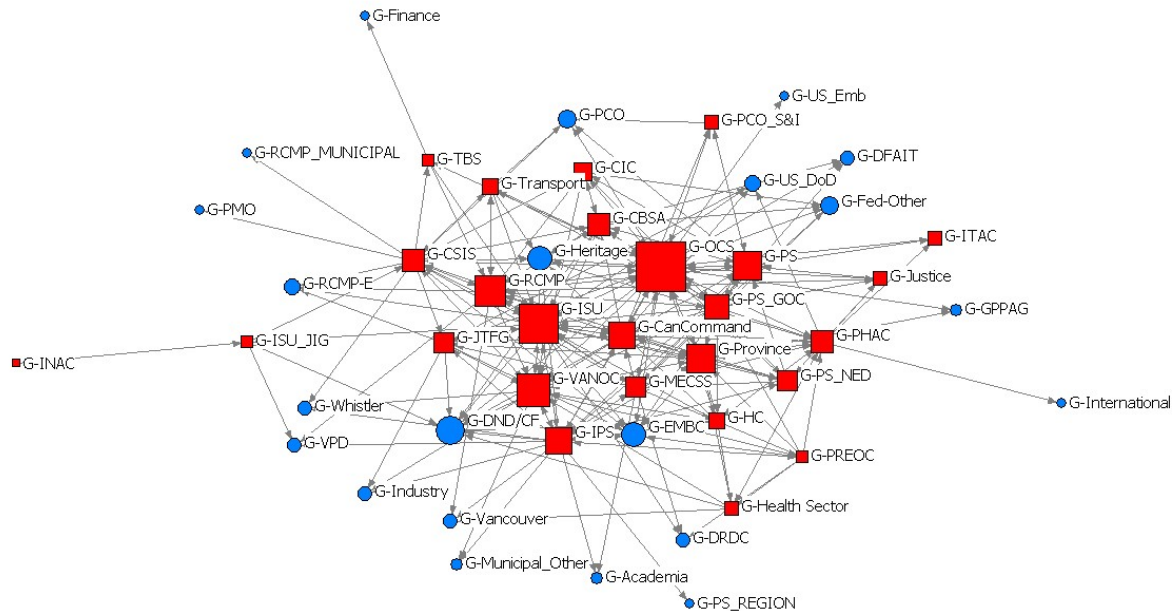 G-Finance
G-US_Emb
G-PCO
G-PCO_S&I
G-RCMP_MUNICIPAL
G-TBS
G-DFAIT
G-CIC
G-Transport
G-US_DoD
G-PMO
G-Fed-Other
G-CBSA
G-ITAC
G-Heritage
G-OCS
G-PS
G-CSIS
G-Justice
G-RCMP-E
G-RCMP
G-PS_GOC
G-ISU
G-GPPAG
G-ISU_JIG
G-JTFG
G-CanCommand
G-PHAC
G-INAC
G-Province
G-VANOC
G-MECSS
G-PS_NED
G-International
G-Whistler
G-DND/CF
G-HC
G-VPD
G-IPS
G-EMBC
G-PREOC
G-Industry
G-Health Sector
G-Vancouver
G-DRDC
G-Municipal_Other
G-Academia
G-PS_REGION